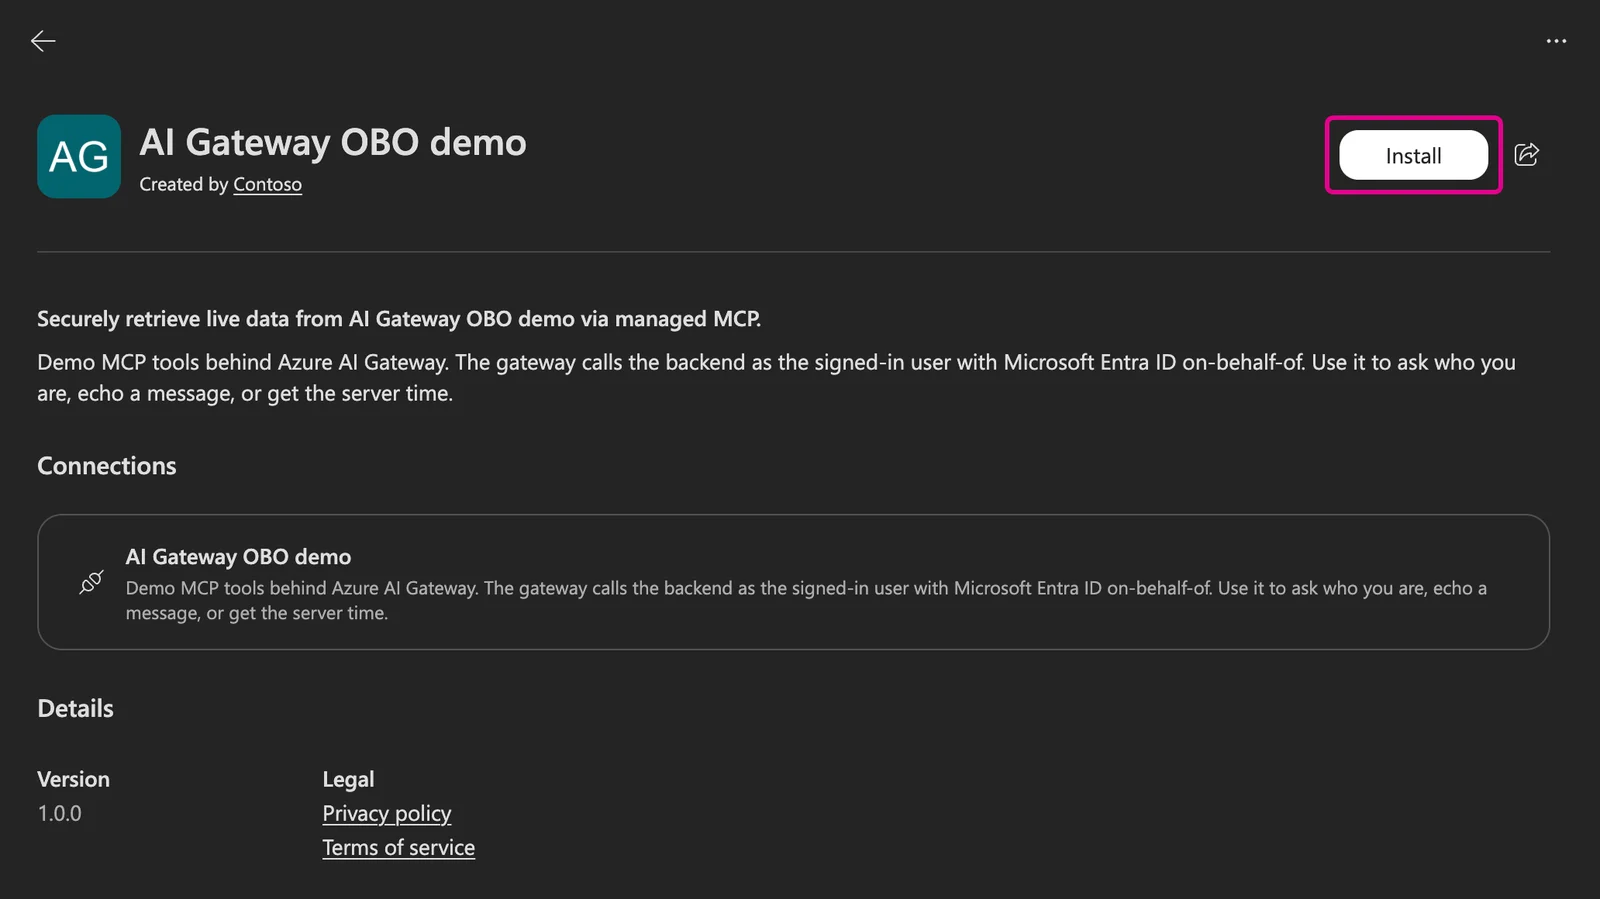 AG
AI Gateway OBO demo
Created by Contoso
Install
Securely retrieve live data from AI Gateway OBO demo via managed MCP.
Demo MCP tools behind Azure AI Gateway. The gateway calls the backend as the signed-in user with Microsoft Entra ID on-behalf-of. Use it to ask who you
are, echo a message, or get the server time.
Connections
AI Gateway OBO demo
Demo MCP tools behind Azure AI Gateway. The gateway calls the backend as the signed-in user with Microsoft Entra ID on-behalf-of. Use it to ask who you are, echo a
message, or get the server time.
Details
Version
1.0.0
Legal
Privacy policy
Terms of service